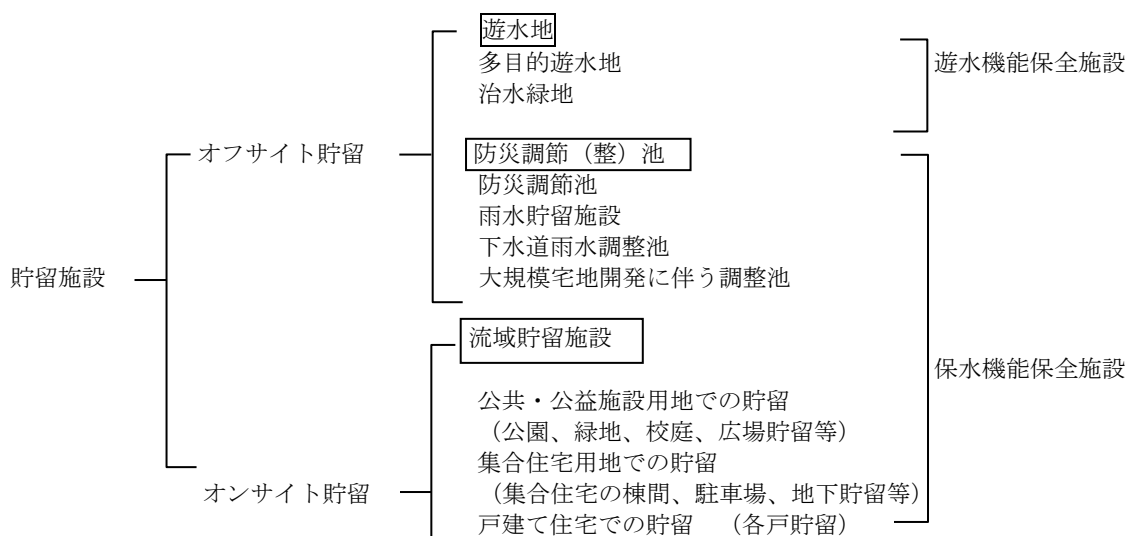 遊水地
多目的遊水地
治水緑地
遊水機能保全施設
オフサイト貯留
防災調節（整）池
防災調節池
雨水貯留施設
下水道雨水調整池
大規模宅地開発に伴う調整池
貯留施設
流域貯留施設
保水機能保全施設
公共・公益施設用地での貯留
（公園、緑地、校庭、広場貯留等）
集合住宅用地での貯留
オンサイト貯留
（集合住宅の棟間、駐車場、地下貯留等）
戸建て住宅での貯留　（各戸貯留）